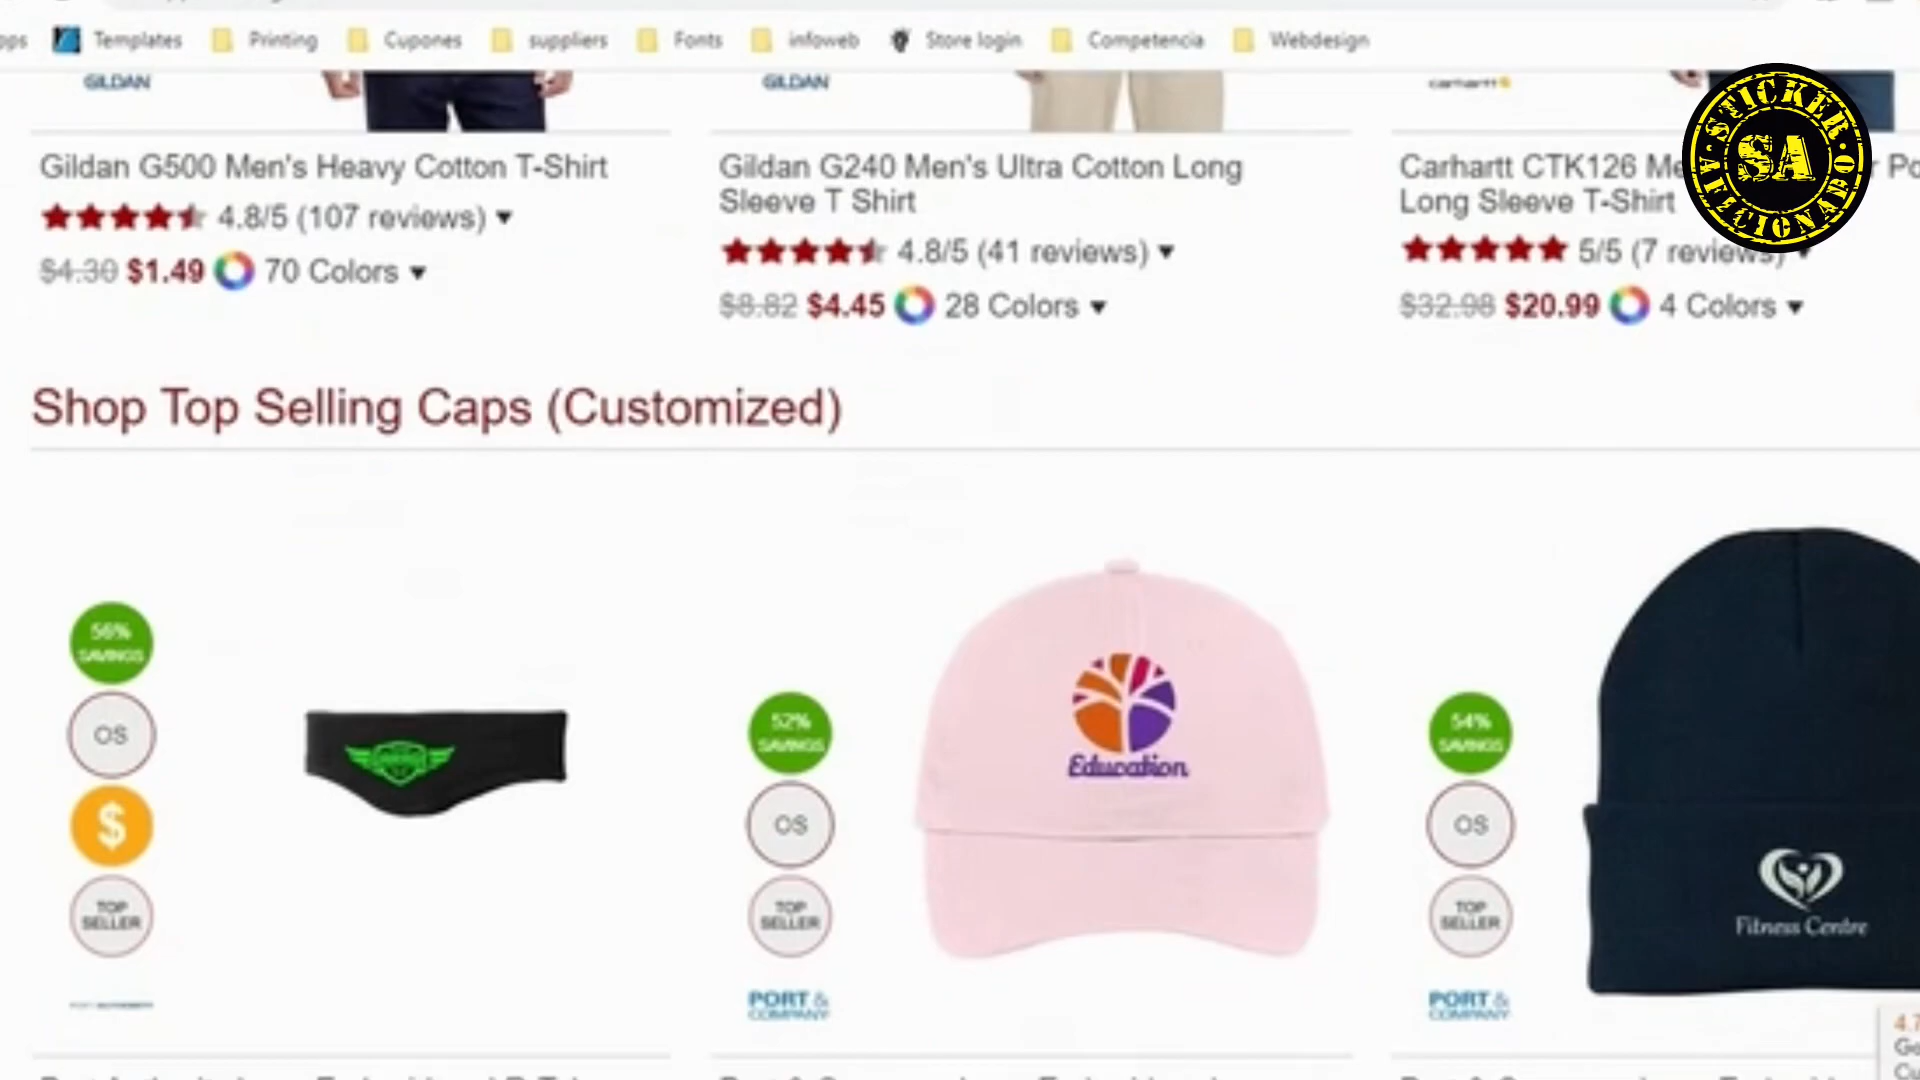 Templates Printing Cupones suppliers Fonts infoweb Store login Competencia Webdesign
GILDAN GILDAN carhartt
Gildan G500 Men's Heavy Cotton T-Shirt
4.8/5 (107 reviews)
$4.30 $1.49 70 Colors
Gildan G240 Men's Ultra Cotton Long
Sleeve T Shirt
4.8/5 (41 reviews)
$8.82 $4.45 28 Colors
Carhartt CTK126
Long Sleeve T-Shirt
5/5 (7 reviews)
$32.98 $20.99 4 Colors
STICKER
SA
AFICIONADO
Shop Top Selling Caps (Customized)
56%
SAVINGS
OS
$
TOP
SELLER
52%
SAVINGS
OS
TOP
SELLER
PORT &
COMPANY
Education
54%
SAVINGS
OS
TOP
SELLER
PORT &
COMPANY
Fitness Centre